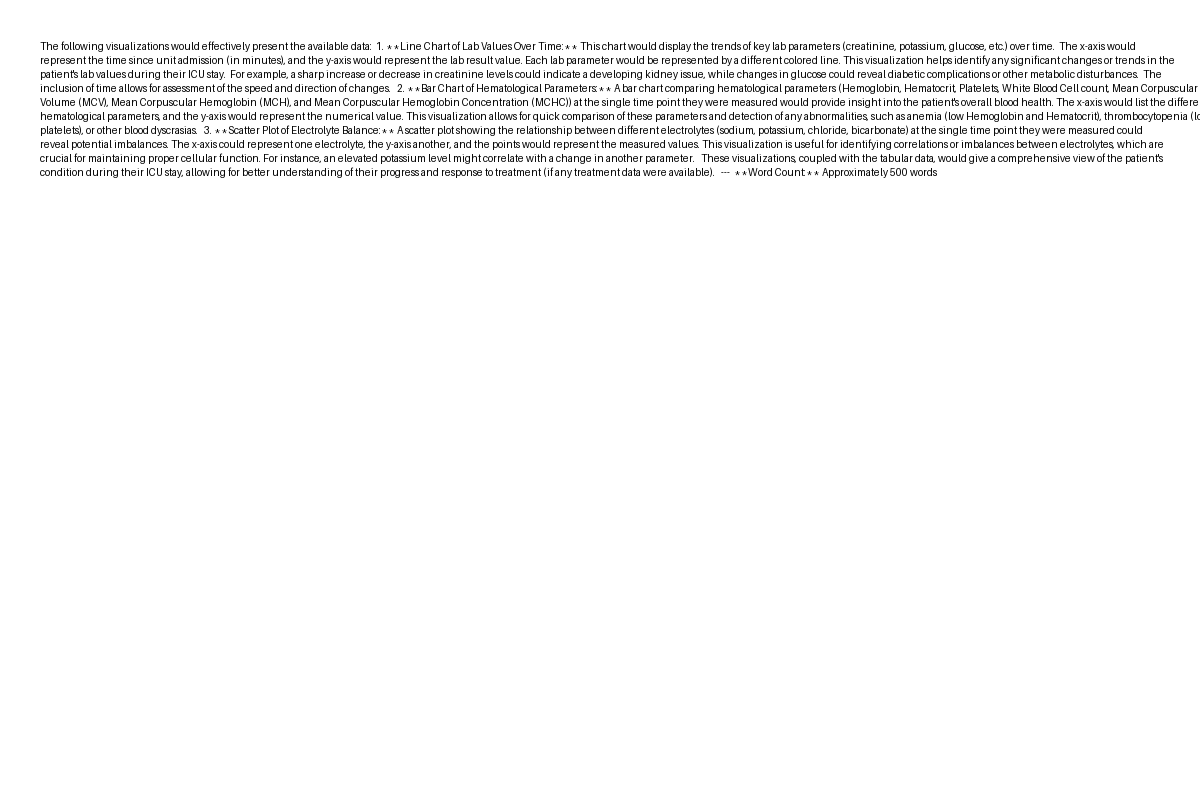 The following visualizations would effectively present the available data:  1. **Line Chart of Lab Values Over Time:** This chart would display the trends of key lab parameters (creatinine, potassium, glucose, etc.) over time.  The x-axis would
represent the time since unit admission (in minutes), and the y-axis would represent the lab result value. Each lab parameter would be represented by a different colored line. This visualization helps identify any significant changes or trends in the
patient's lab values during their ICU stay.  For example, a sharp increase or decrease in creatinine levels could indicate a developing kidney issue, while changes in glucose could reveal diabetic complications or other metabolic disturbances.  The
inclusion of time allows for assessment of the speed and direction of changes.  2. **Bar Chart of Hematological Parameters:** A bar chart comparing hematological parameters (Hemoglobin, Hematocrit, Platelets, White Blood Cell count, Mean Corpuscular
Volume (MCV), Mean Corpuscular Hemoglobin (MCH), and Mean Corpuscular Hemoglobin Concentration (MCHC)) at the single time point they were measured would provide insight into the patient's overall blood health. The x-axis would list the
hematological parameters, and the y-axis would represent the numerical value. This visualization allows for quick comparison of these parameters and detection of any abnormalities, such as anemia (low Hemoglobin and Hematocrit), thrombocytopenia
platelets), or other blood dyscrasias.  3. **Scatter Plot of Electrolyte Balance:** A scatter plot showing the relationship between different electrolytes (sodium, potassium, chloride, bicarbonate) at the single time point they were measured could
reveal potential imbalances. The x-axis could represent one electrolyte, the y-axis another, and the points would represent the measured values. This visualization is useful for identifying correlations or imbalances between electrolytes, which are
crucial for maintaining proper cellular function. For instance, an elevated potassium level might correlate with a change in another parameter.  These visualizations, coupled with the tabular data, would give a comprehensive view of the patient's
condition during their ICU stay, allowing for better understanding of their progress and response to treatment (if any treatment data were available).  ---  **Word Count:** Approximately 500 words